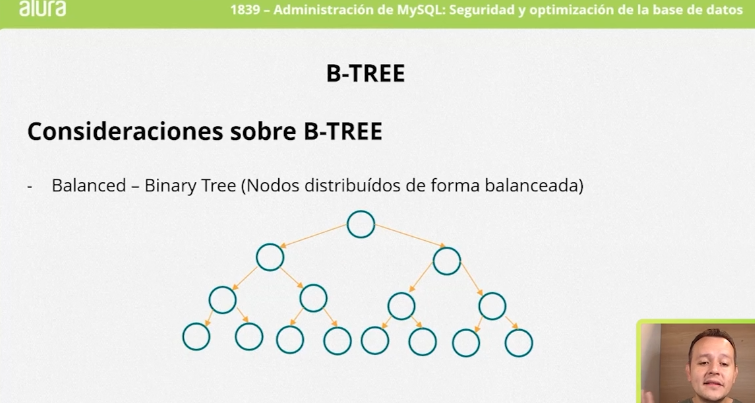 alura
1839 – Administración de MySQL: Seguridad y optimización de la base de datos
B-TREE
Consideraciones sobre B-TREE
- Balanced – Binary Tree (Nodos distribuídos de forma balanceada)